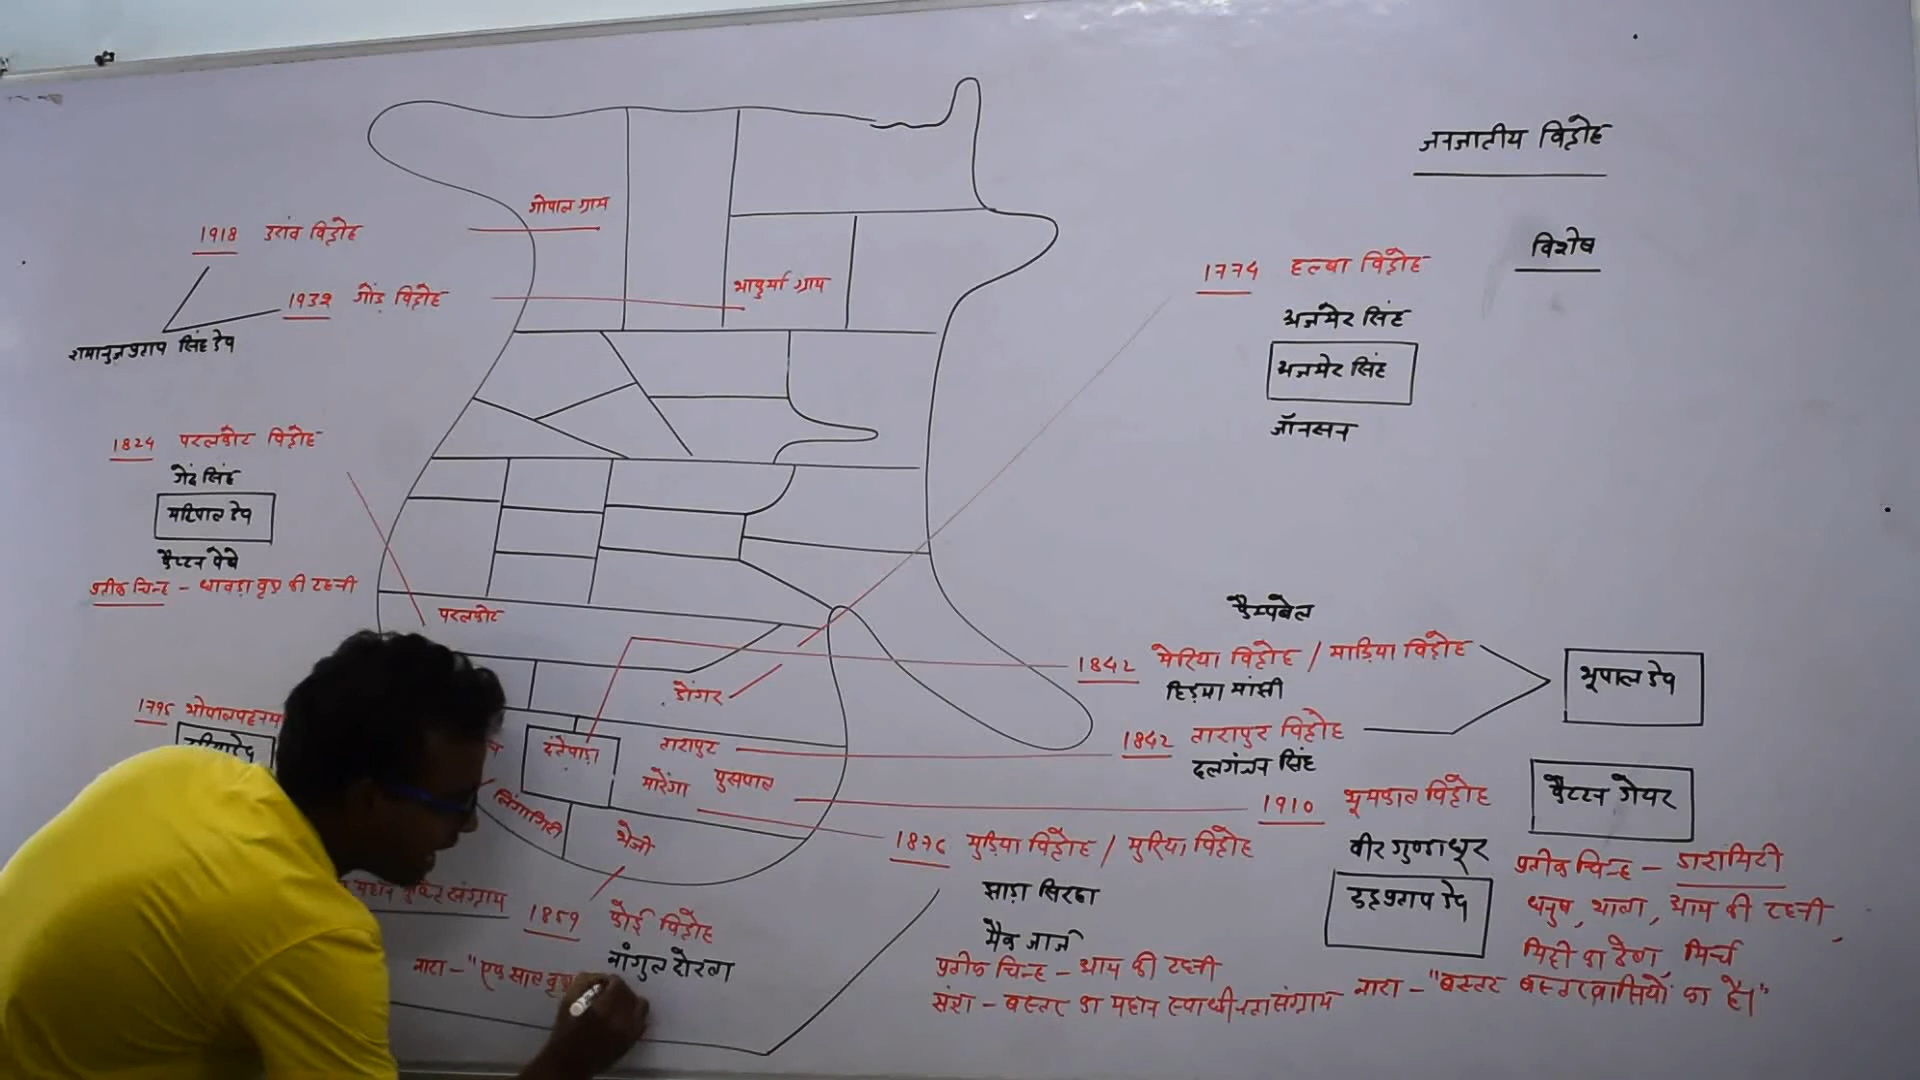 जनजातीय विद्रोह
विशेष
गोपाल ग्राम
1918 उरांव विद्रोह
भाबुर्मा ग्राम
1932 गोंड विद्रोह
रामानुज प्रताप सिंह देव
1774 हल्बा विद्रोह
अजमेर सिंह
अजमेर सिंह
जॉनसन
1824 परलकोट विद्रोह
गेंद सिंह
महिपाल देव
कैप्टन पेबे
प्रतीक चिन्ह - धावड़ा वृक्ष की टहनी
परलकोट
डोंगर
कैम्पबेल
1842 मेरिया विद्रोह / माड़िया विद्रोह
हिड़मा मांझी
भूपाल देव
1795 भोपालपट्टनम
दंतेवाड़ा
तारापुर
1842 तारापुर विद्रोह
दलगंजन सिंह
मारेंगा
पुसपाल
लिंगागिरी
भेजी
1910 भूमकाल विद्रोह
कैप्टन गेयर
वीर गुण्डाधूर
रुद्रप्रताप देव
प्रतीक चिन्ह - डारामिरी
धनुष, भाला, आम की टहनी,
मिट्टी का ढेला, मिर्च
नारा - "बस्तर बस्तरवासियों का है।"
1876 मुड़िया विद्रोह / मुरिया विद्रोह
झाड़ा सिरहा
मैक जार्ज
प्रतीक चिन्ह - आम की टहनी
संज्ञा - बस्तर का महान स्वाधीनता संग्राम
महान मुक्ति संग्राम
1859 कोई विद्रोह
नांगुल दोरला
नारा - "एक साल वृक्ष